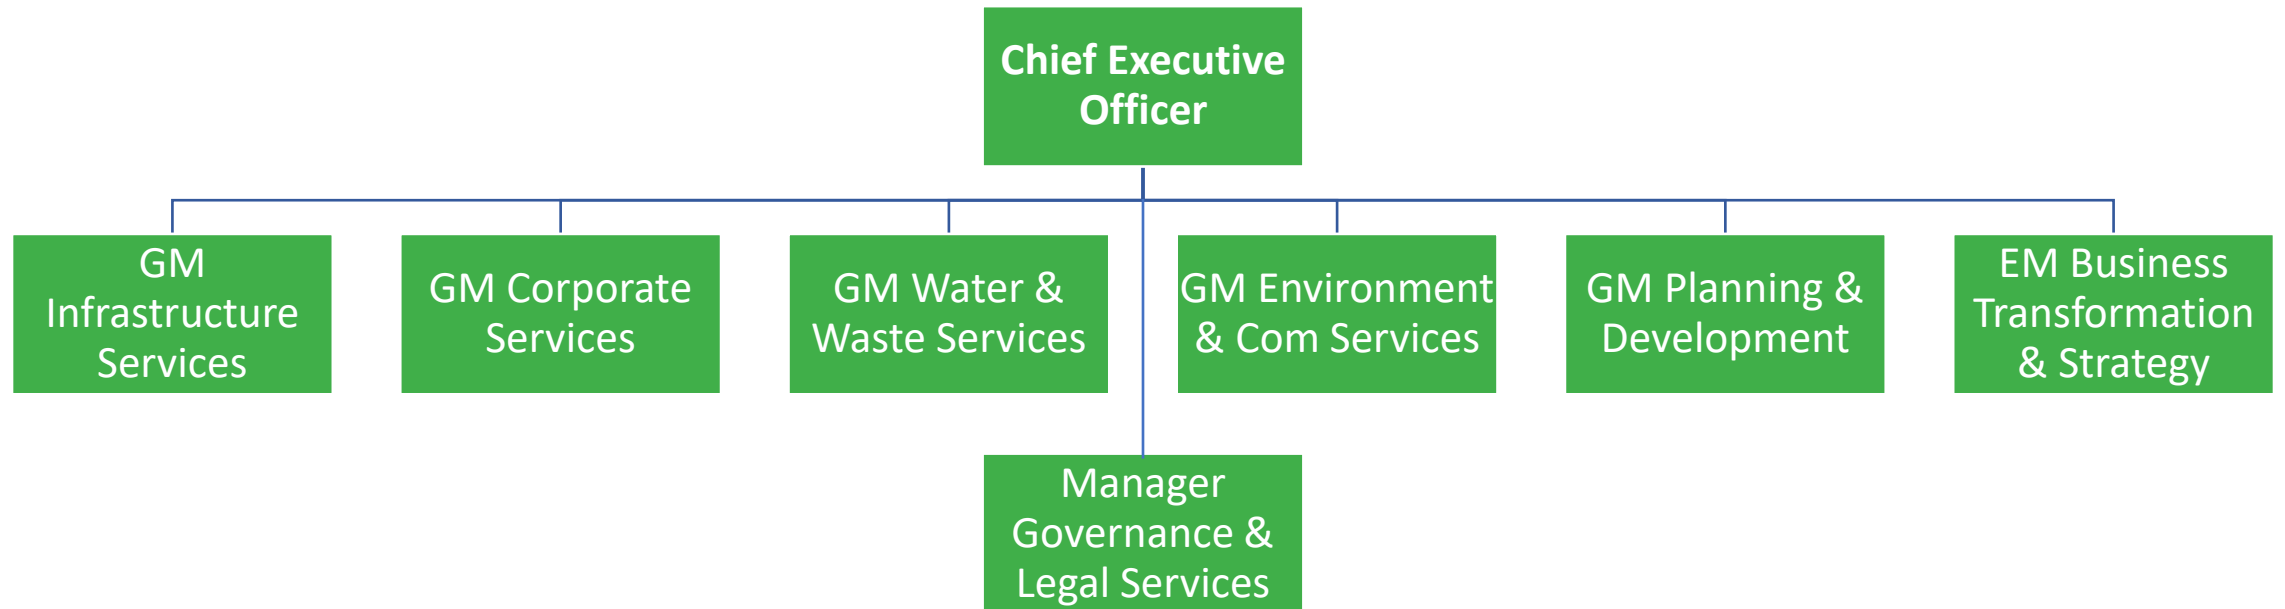 Chief Executive
Officer
GM
Infrastructure
Services
GM Corporate
Services
GM Water &
Waste Services
GM Environment
& Com Services
GM Planning &
Development
EM Business
Transformation
& Strategy
Manager
Governance &
Legal Services